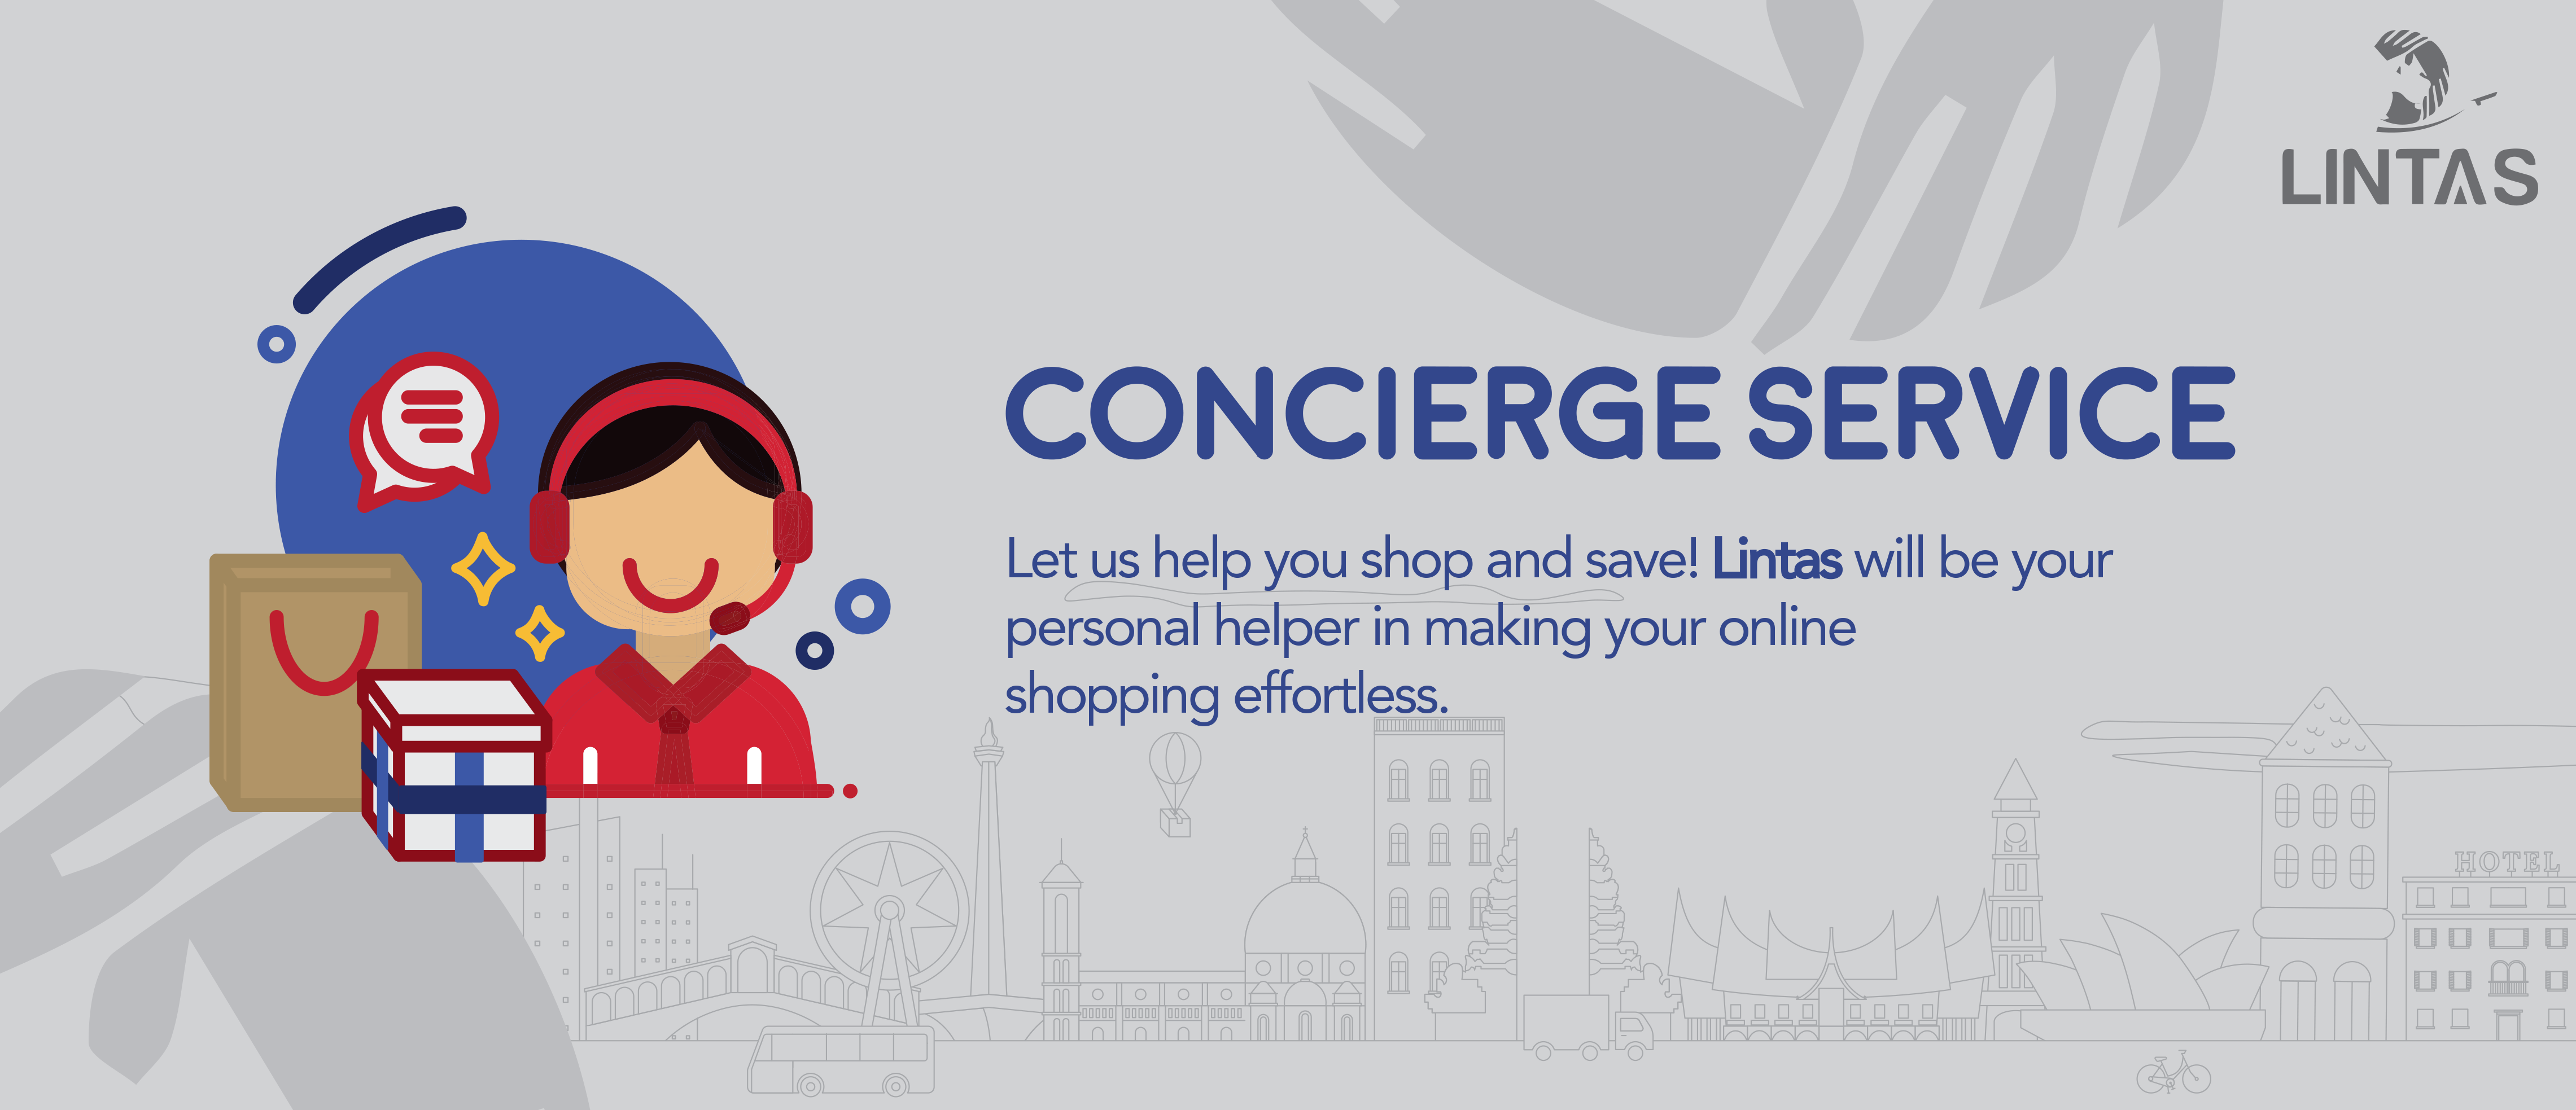 LINTAS
CONCIERGE SERVICE
Let us help you shop and save! Lintas will be your
personal helper in making your online
shopping effortless.
HOTEL